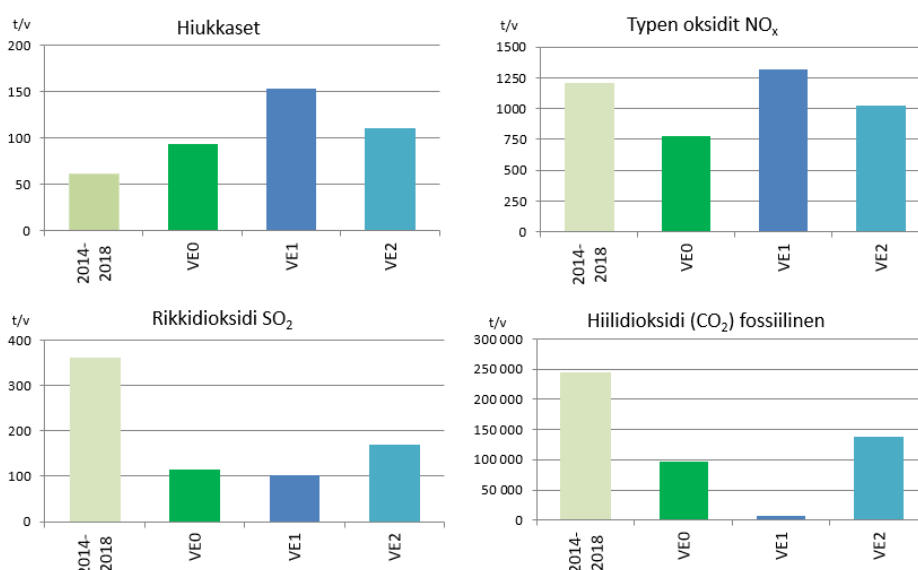 t/v
Hiukkaset
200
150
100
50
0
2014-
2018
VE0
VE1
VE2
t/v
Typen oksidit NOₓ
1500
1250
1000
750
500
250
0
2014-
2018
VE0
VE1
VE2
t/v
Rikkidioksidi SO₂
400
300
200
100
0
2014-
2018
VE0
VE1
VE2
t/v
Hiilidioksidi (CO₂) fossiilinen
300 000
250 000
200 000
150 000
100 000
50 000
0
2014-
2018
VE0
VE1
VE2